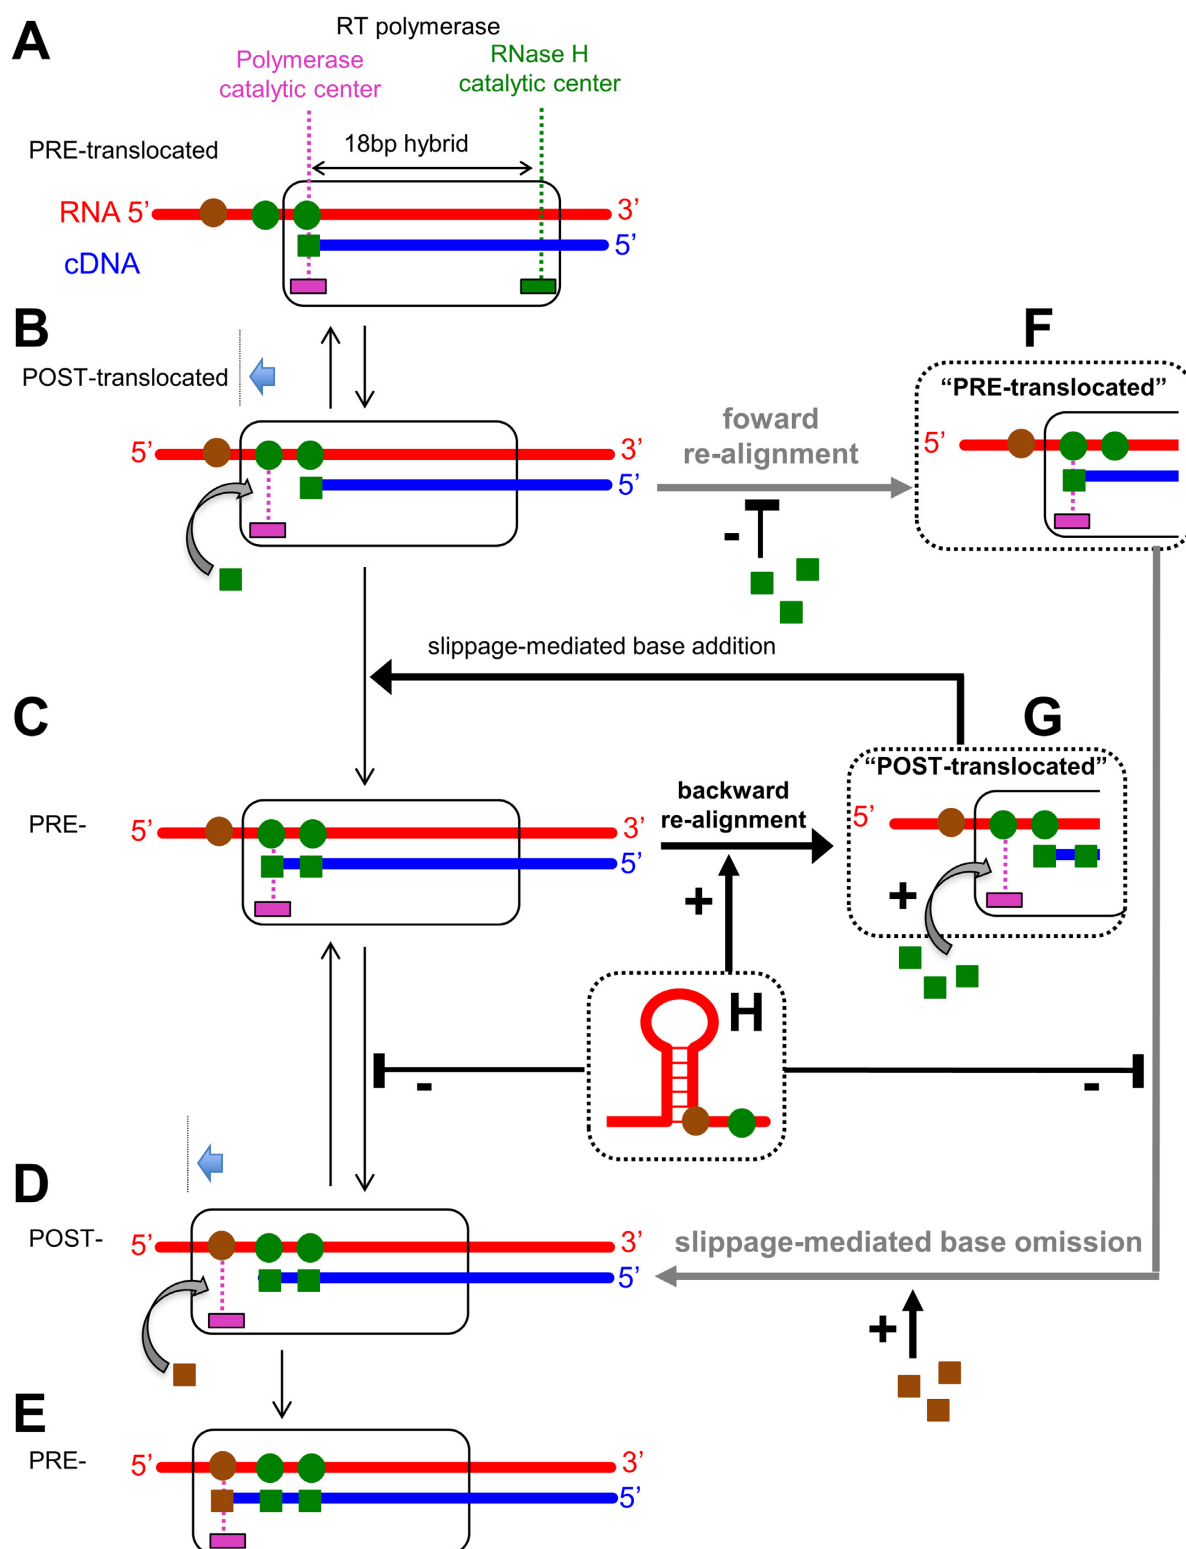 A
RT polymerase
Polymerase
catalytic center
RNase H
catalytic center
PRE-translocated
18bp hybrid
RNA 5’
3’
5’
cDNA
B
F
POST-translocated
“PRE-translocated”
5’
3’
5’
foward
re-alignment
5’
-
slippage-mediated base addition
C
G
“POST-translocated”
PRE-
5’
3’
5’
backward
re-alignment
5’
+
+
H
-
-
D
POST-
5’
3’
5’
slippage-mediated base omission
+
E
PRE-
5’
3’
5’